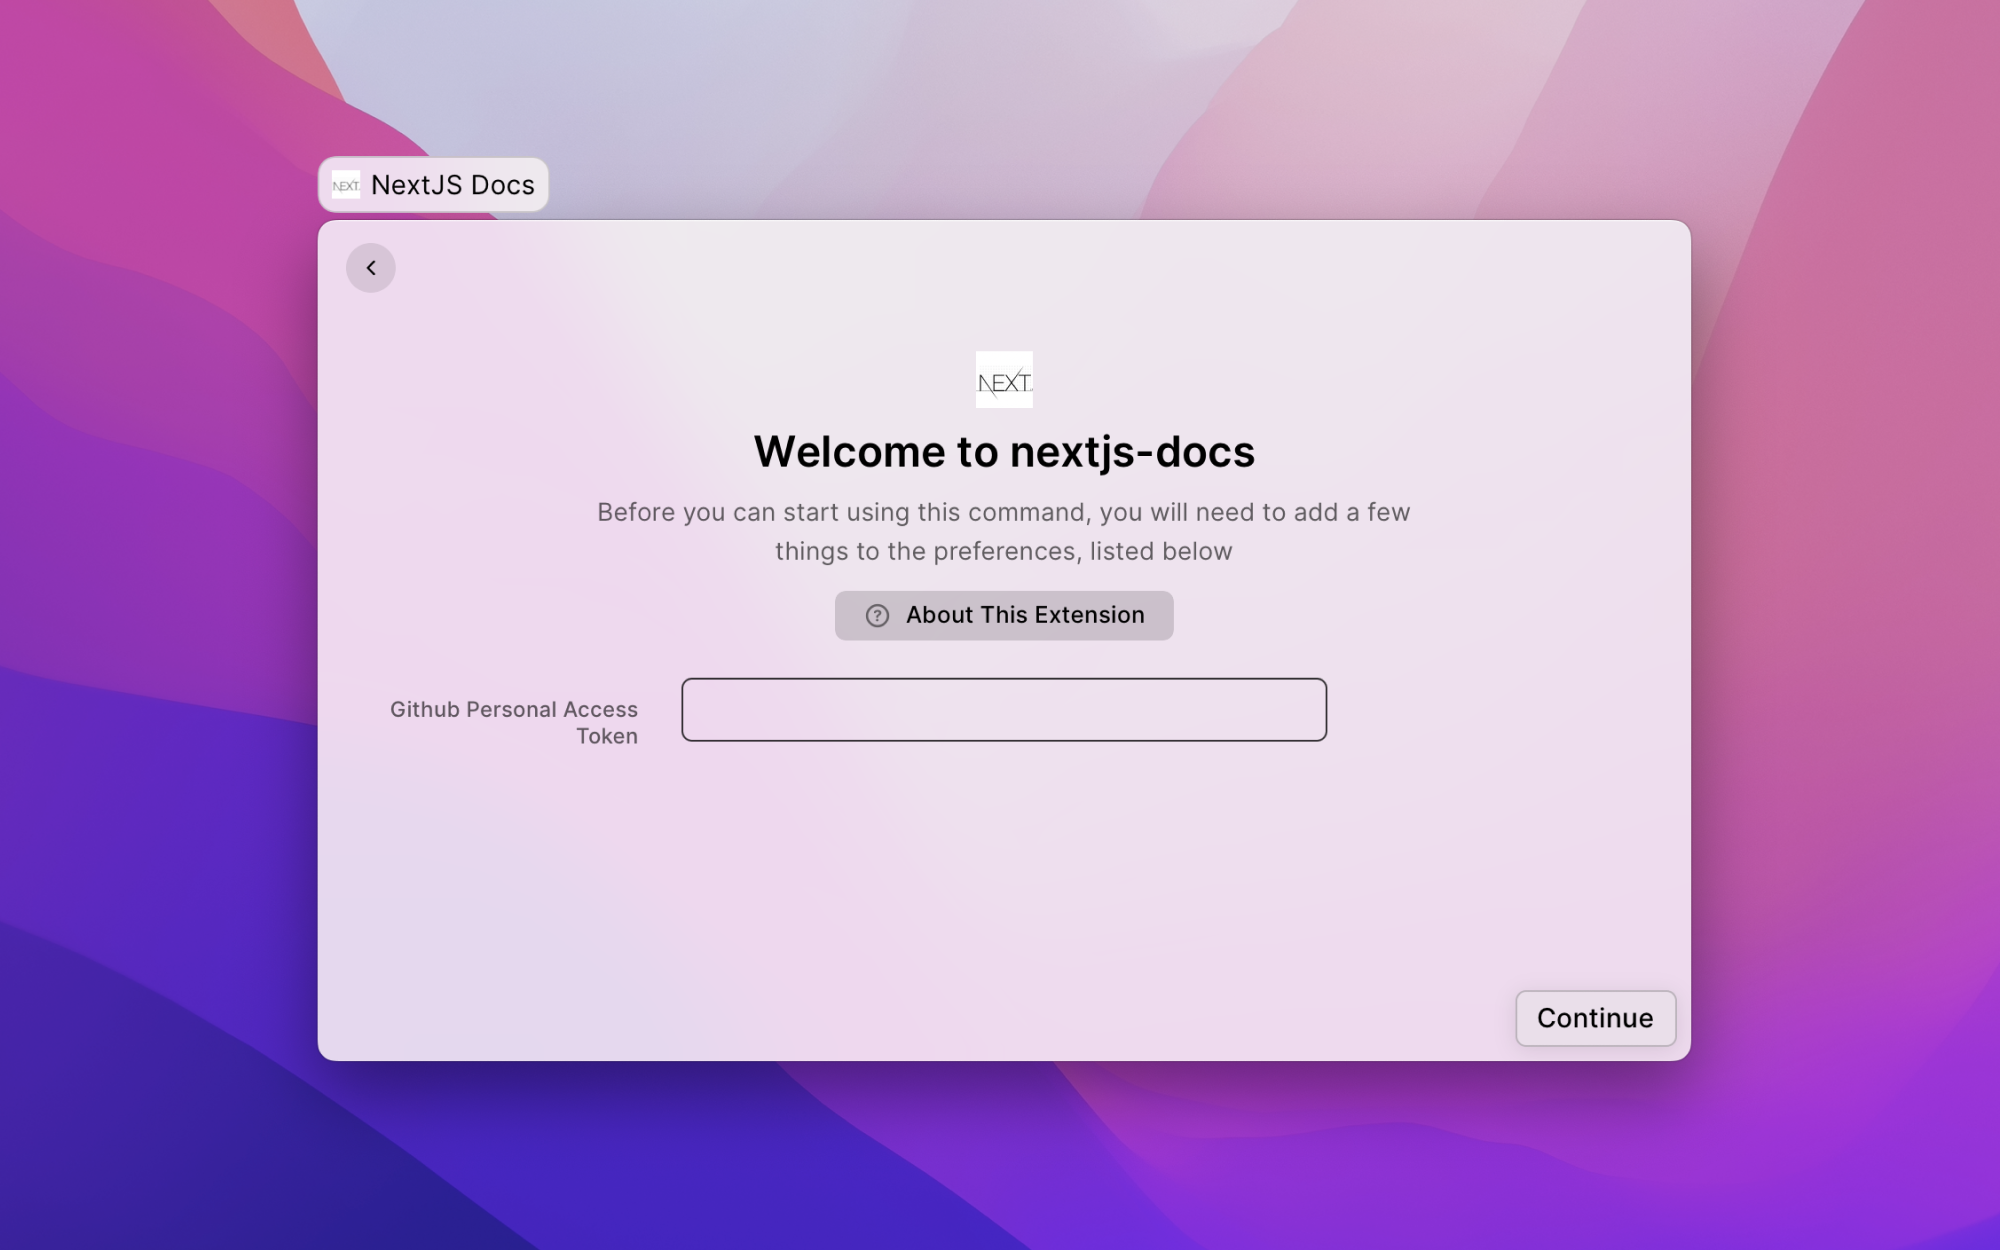 NEXT.
NextJS Docs
NEXT.
Welcome to nextjs-docs
Before you can start using this command, you will need to add a few
things to the preferences, listed below
? About This Extension
Github Personal Access
Token
Continue